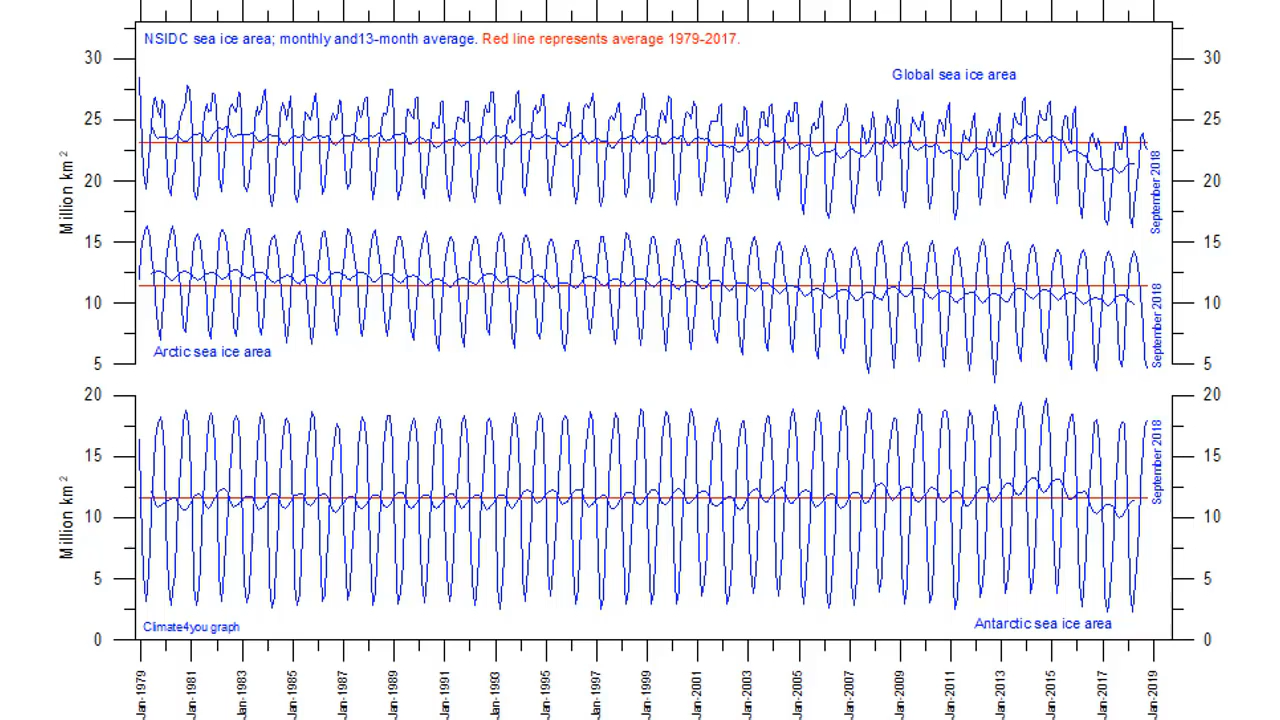 NSIDC sea ice area; monthly and13-month average. Red line represents average 1979-2017.
Global sea ice area
30 30
25 25
20 20
15 15
10 10
5 5
Million km 2
September 2018
September 2018
Arctic sea ice area
20 20
15 15
10 10
5 5
0 0
Million km 2
September 2018
Climate4you graph
Antarctic sea ice area
Jan-1979 Jan-1981 Jan-1983 Jan-1985 Jan-1987 Jan-1989 Jan-1991 Jan-1993 Jan-1995 Jan-1997 Jan-1999 Jan-2001 Jan-2003 Jan-2005 Jan-2007 Jan-2009 Jan-2011 Jan-2013 Jan-2015 Jan-2017 Jan-2019